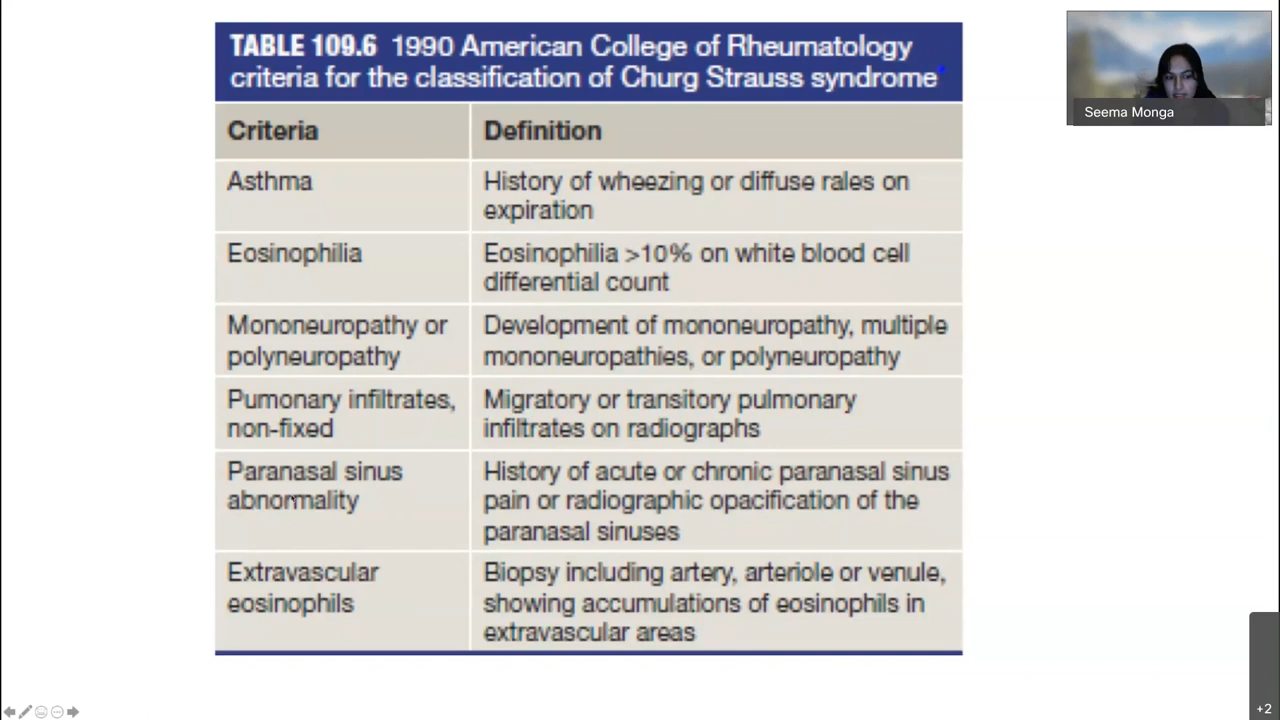 TABLE 109.6 1990 American College of Rheumatology
criteria for the classification of Churg Strauss syndrome*
Criteria
Definition
Asthma
History of wheezing or diffuse rales on
expiration
Eosinophilia
Eosinophilia >10% on white blood cell
differential count
Mononeuropathy or
polyneuropathy
Development of mononeuropathy, multiple
mononeuropathies, or polyneuropathy
Pumonary infiltrates,
non-fixed
Migratory or transitory pulmonary
infiltrates on radiographs
Paranasal sinus
abnormality
History of acute or chronic paranasal sinus
pain or radiographic opacification of the
paranasal sinuses
Extravascular
eosinophils
Biopsy including artery, arteriole or venule,
showing accumulations of eosinophils in
extravascular areas
Seema Monga
+2